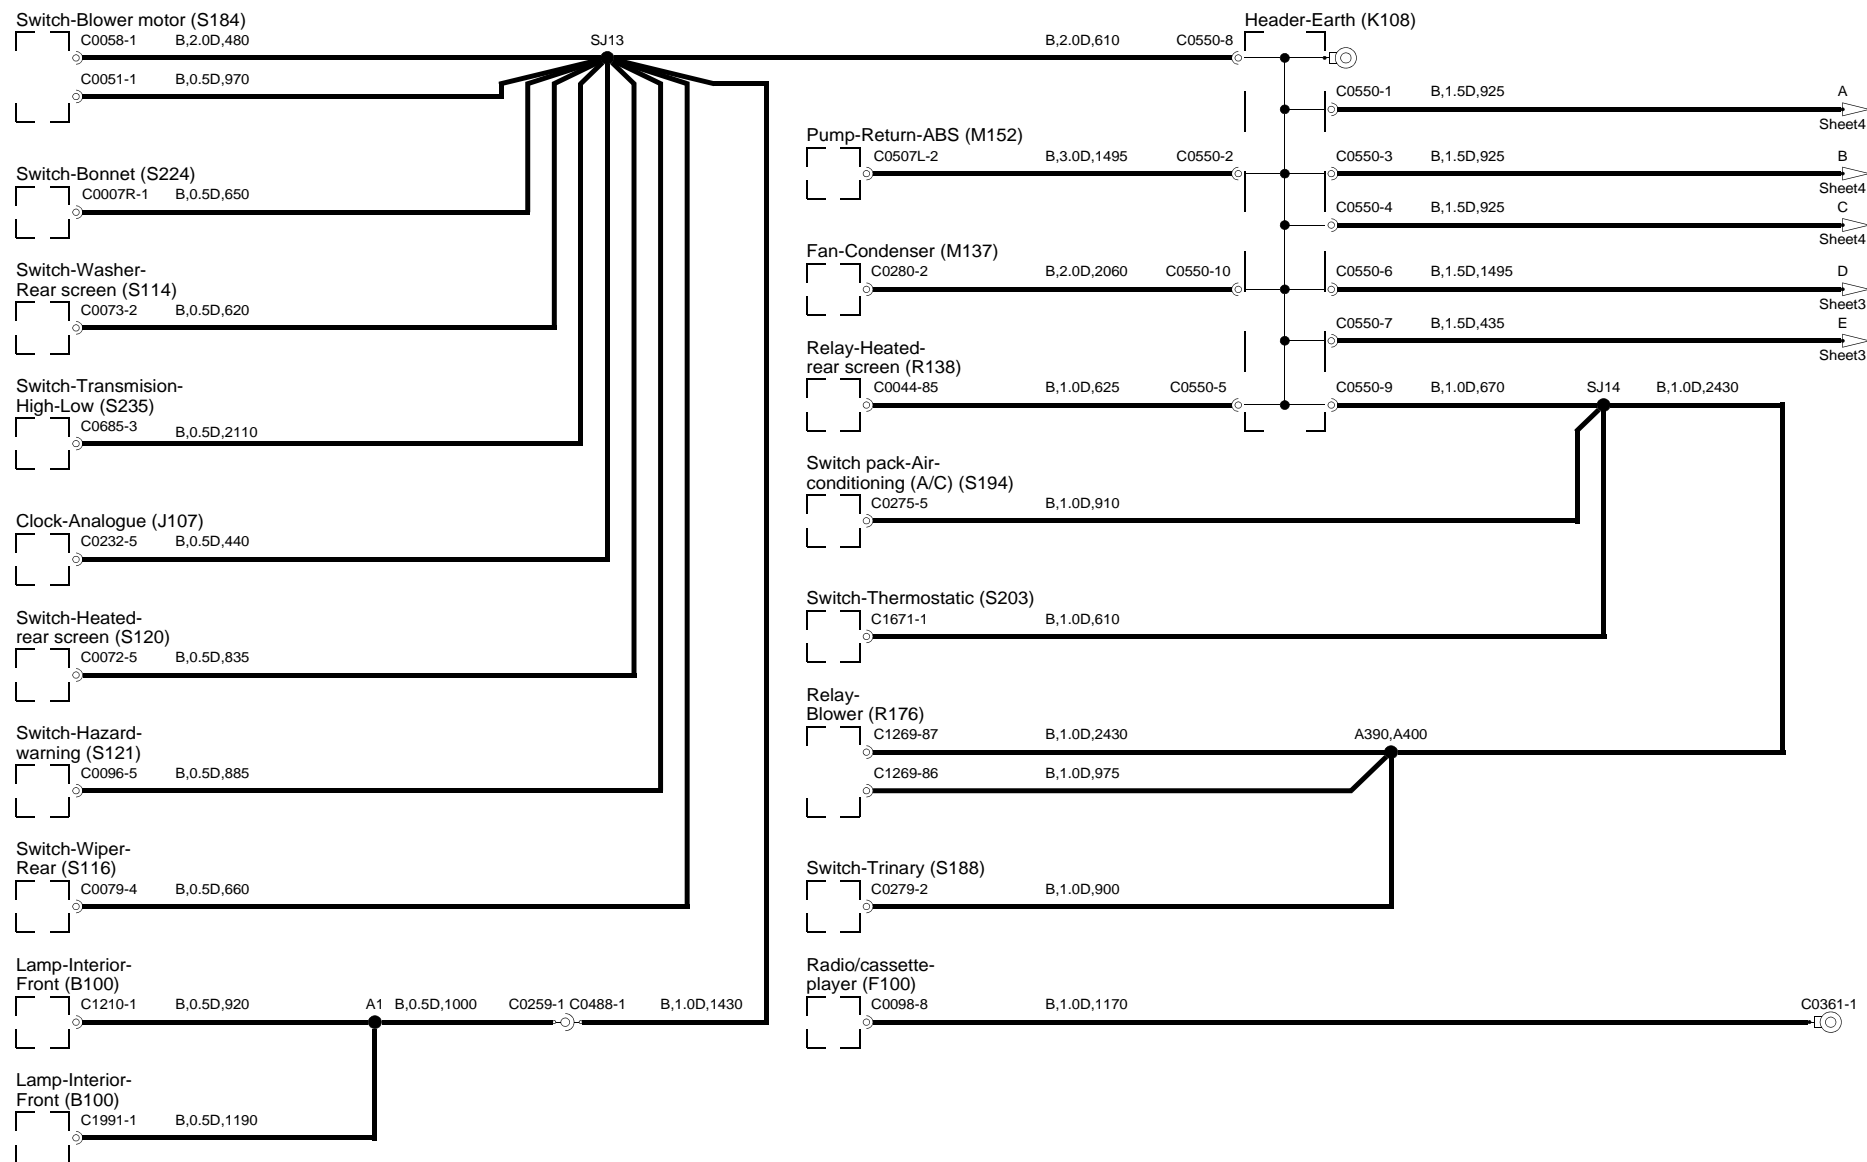 Switch-Blower motor (S184)
C0058-1 B,2.0D,480
SJ13
C0051-1 B,0.5D,970
Switch-Bonnet (S224)
C0007R-1 B,0.5D,650
Switch-Washer-
Rear screen (S114)
C0073-2 B,0.5D,620
Switch-Transmision-
High-Low (S235)
C0685-3 B,0.5D,2110
Clock-Analogue (J107)
C0232-5 B,0.5D,440
Switch-Heated-
rear screen (S120)
C0072-5 B,0.5D,835
Switch-Hazard-
warning (S121)
C0096-5 B,0.5D,885
Switch-Wiper-
Rear (S116)
C0079-4 B,0.5D,660
Lamp-Interior-
Front (B100)
C1210-1 B,0.5D,920 A1 B,0.5D,1000 C0259-1 C0488-1 B,1.0D,1430
Lamp-Interior-
Front (B100)
C1991-1 B,0.5D,1190
Header-Earth (K108)
B,2.0D,610 C0550-8
C0550-1 B,1.5D,925 A
Sheet4
Pump-Return-ABS (M152)
C0507L-2 B,3.0D,1495 C0550-2 C0550-3 B,1.5D,925 B
Sheet4
C0550-4 B,1.5D,925 C
Sheet4
Fan-Condenser (M137)
C0280-2 B,2.0D,2060 C0550-10 C0550-6 B,1.5D,1495 D
Sheet3
C0550-7 B,1.5D,435 E
Sheet3
Relay-Heated-
rear screen (R138)
C0044-85 B,1.0D,625 C0550-5 C0550-9 B,1.0D,670 SJ14 B,1.0D,2430
Switch pack-Air-
conditioning (A/C) (S194)
C0275-5 B,1.0D,910
Switch-Thermostatic (S203)
C1671-1 B,1.0D,610
Relay-
Blower (R176)
C1269-87 B,1.0D,2430 A390,A400
C1269-86 B,1.0D,975
Switch-Trinary (S188)
C0279-2 B,1.0D,900
Radio/cassette-
player (F100)
C0098-8 B,1.0D,1170 C0361-1